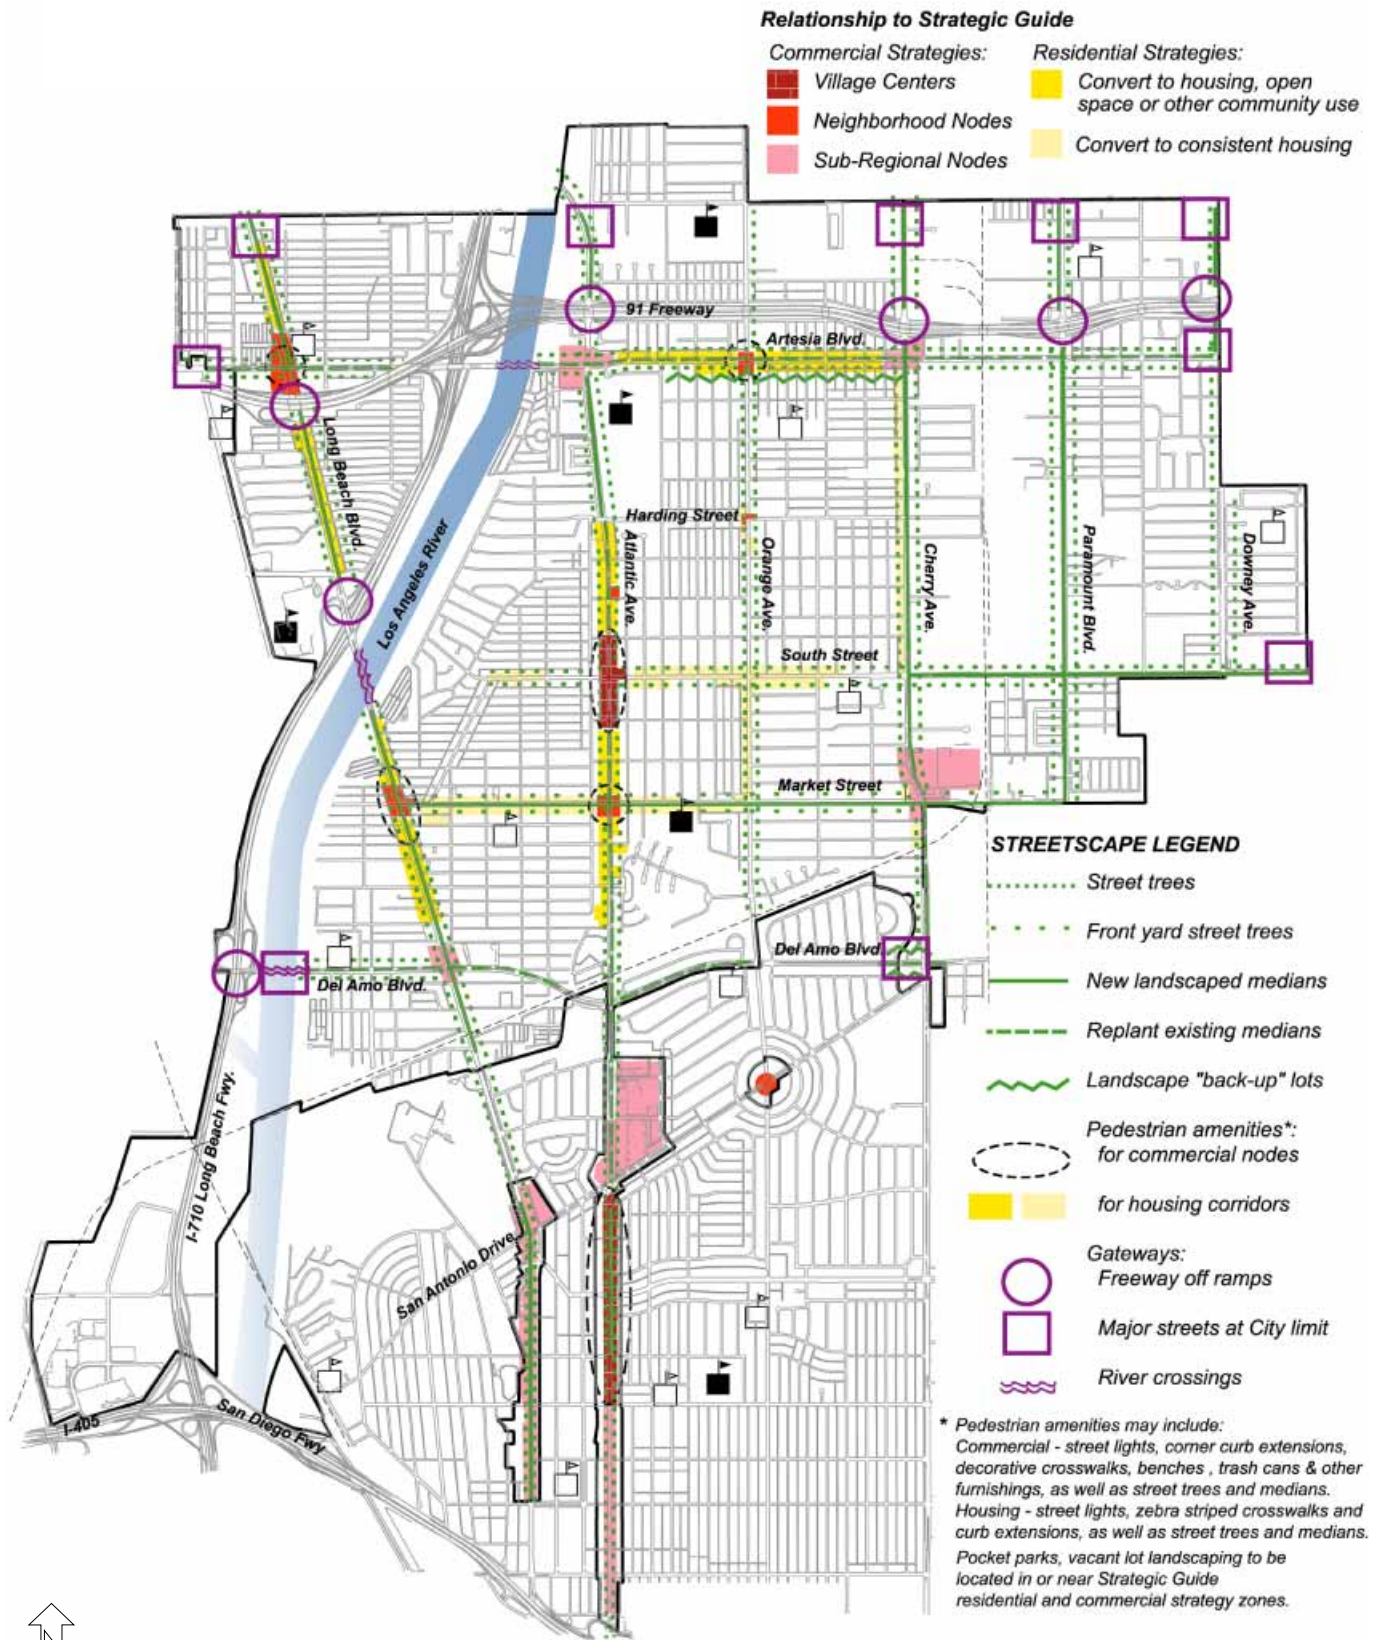 Relationship to Strategic Guide
Commercial Strategies:
Village Centers
Neighborhood Nodes
Sub-Regional Nodes
Residential Strategies:
Convert to housing, open
space or other community use
Convert to consistent housing
91 Freeway
Artesia Blvd.
Long Beach Blvd.
Los Angeles River
Harding Street
Atlantic Ave.
Orange Ave.
Cherry Ave.
Paramount Blvd.
Downey Ave.
South Street
Market Street
Del Amo Blvd.
Del Amo Blvd.
I-710 Long Beach Fwy.
San Antonio Drive
I-405
San Diego Fwy
STREETSCAPE LEGEND
Street trees
Front yard street trees
New landscaped medians
Replant existing medians
Landscape "back-up" lots
Pedestrian amenities*:
for commercial nodes
for housing corridors
Gateways:
Freeway off ramps
Major streets at City limit
River crossings
* Pedestrian amenities may include:
Commercial - street lights, corner curb extensions,
decorative crosswalks, benches , trash cans & other
furnishings, as well as street trees and medians.
Housing - street lights, zebra striped crosswalks and
curb extensions, as well as street trees and medians.
Pocket parks, vacant lot landscaping to be
located in or near Strategic Guide
residential and commercial strategy zones.
N